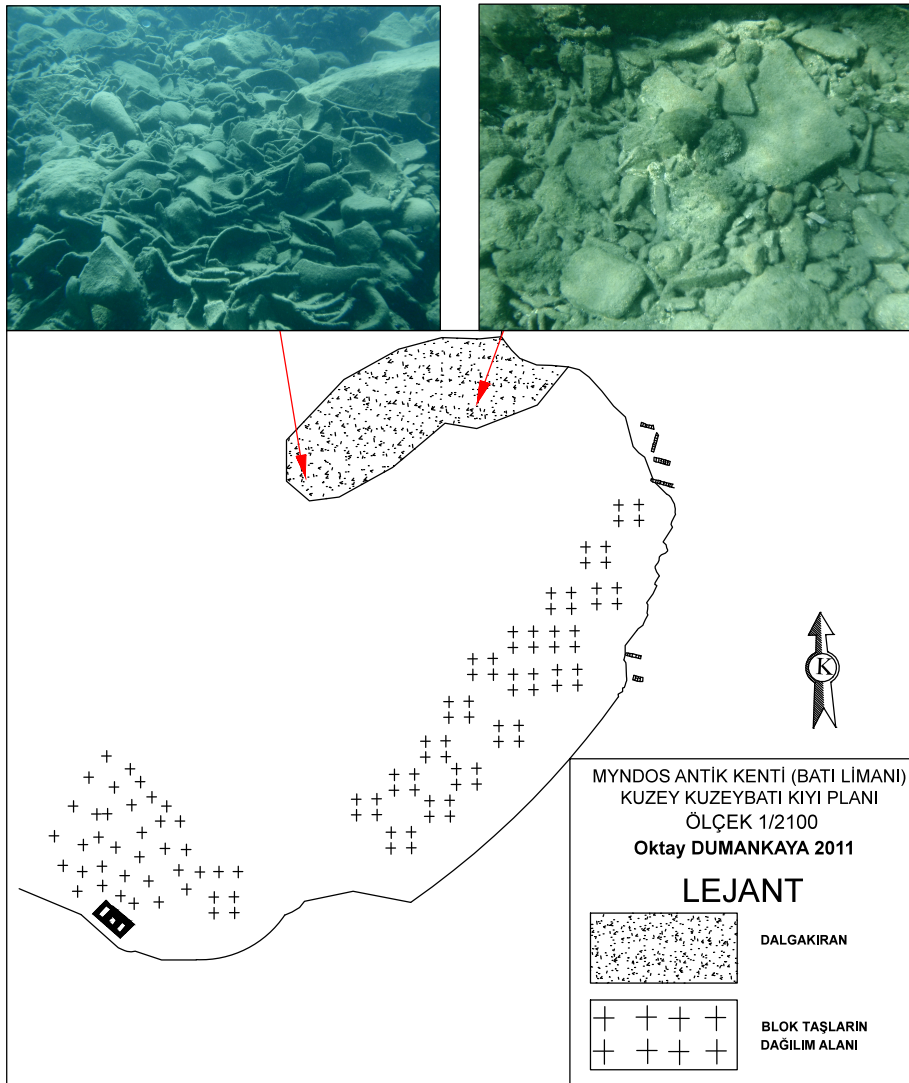 K
MYNDOS ANTİK KENTİ (BATI LİMANI)
KUZEY KUZEYBATI KIYI PLANI
ÖLÇEK 1/2100
Oktay DUMANKAYA 2011
LEJANT
DALGAKIRAN
BLOK TAŞLARİN
DAĞILIM ALANI